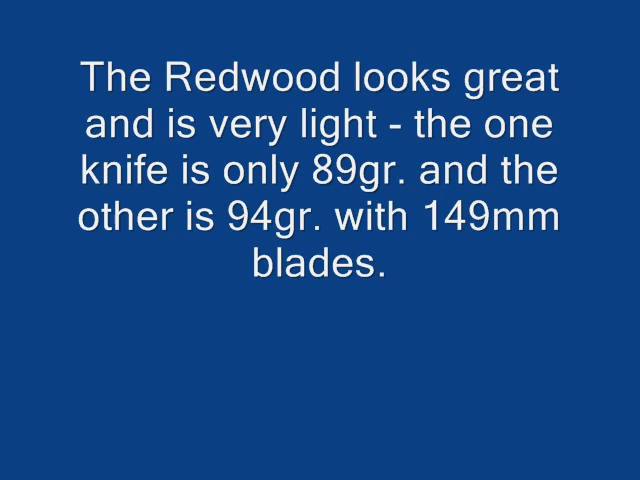 The Redwood looks great
and is very light - the one
knife is only 89gr. and the
other is 94gr. with 149mm
blades.